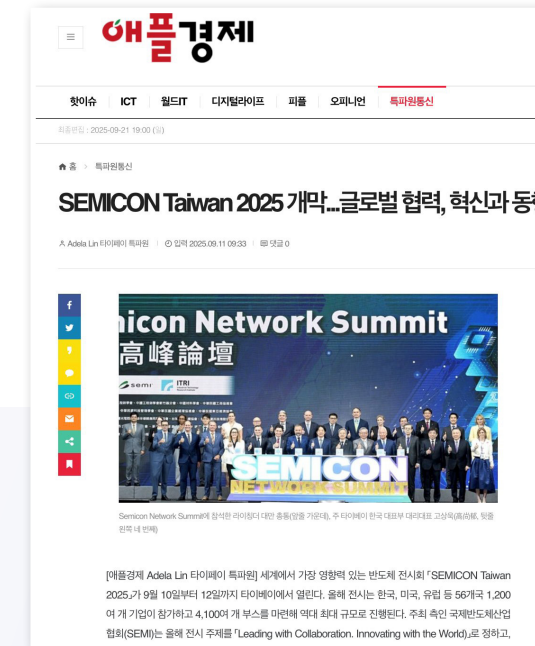 애플경제
핫이슈 ICT 월드IT 디지털라이프 피플 오피니언 특파원통신
최종편집 : 2025-09-21 19:00 (일)
홈 특파원통신
SEMICON Taiwan 2025 개막...글로벌 협력, 혁신과 동
Adela Lin 타이페이 특파원 입력 2025.09.11 09:33 댓글 0
icon Network Summit
高峰論壇
semi ITRI
SEMICON
NETWORK SUMMIT
Semicon Network Summit에 참석한 라이칭더 대만 총통(앞줄 가운데), 주 타이베이 한국 대표부 대리대표 고상욱(高尚郁, 뒷줄
왼쪽 네 번째)
[애플경제 Adela Lin 타이페이 특파원] 세계에서 가장 영향력 있는 반도체 전시회 「SEMICON Taiwan
2025」가 9월 10일부터 12일까지 타이베이에서 열린다. 올해 전시는 한국, 미국, 유럽 등 56개국 1,200
여 개 기업이 참가하고 4,100여 개 부스를 마련해 역대 최대 규모로 진행된다. 주최 측인 국제반도체산업
협회(SEMI)는 올해 전시 주제를 「Leading with Collaboration. Innovating with the World」로 정하고,